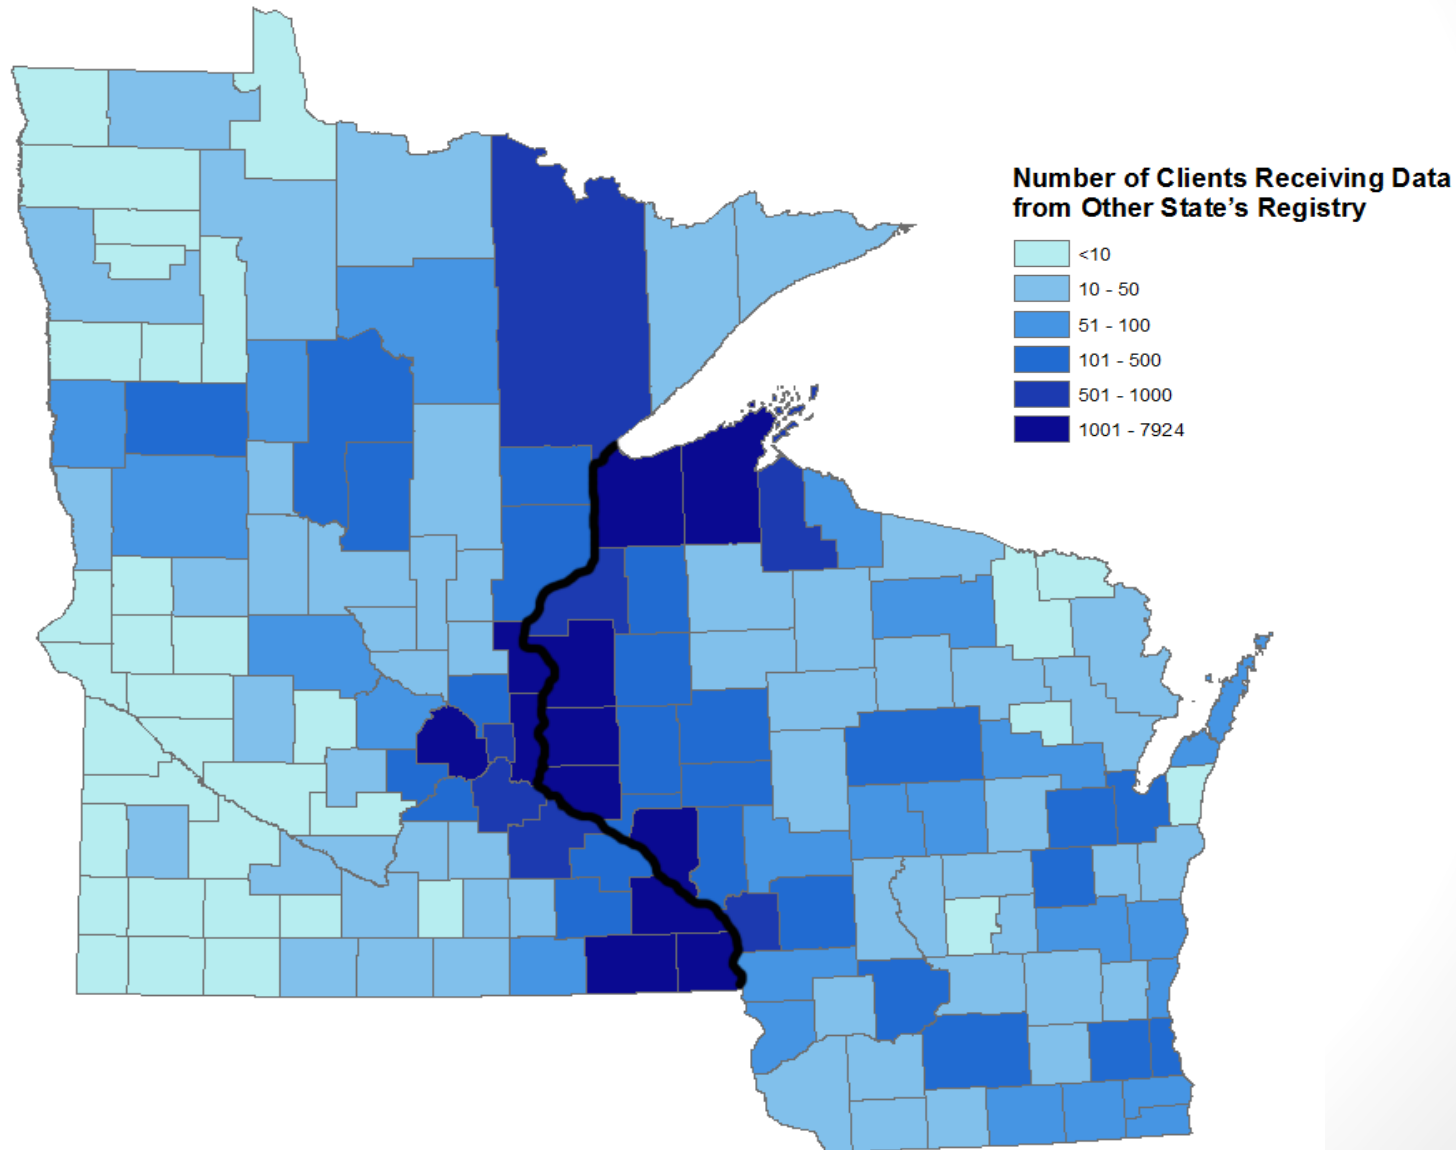 Number of Clients Receiving Data
from Other State’s Registry
<10
10 - 50
51 - 100
101 - 500
501 - 1000
1001 - 7924